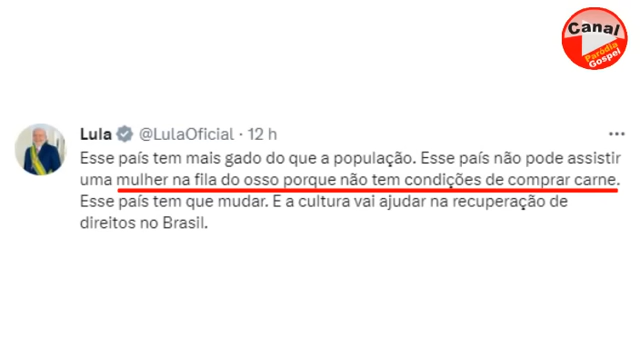 Canal
Paródia
Gospel
Lula @LulaOficial · 12 h
Esse país tem mais gado do que a população. Esse país não pode assistir
uma mulher na fila do osso porque não tem condições de comprar carne.
Esse país tem que mudar. E a cultura vai ajudar na recuperação de
direitos no Brasil.